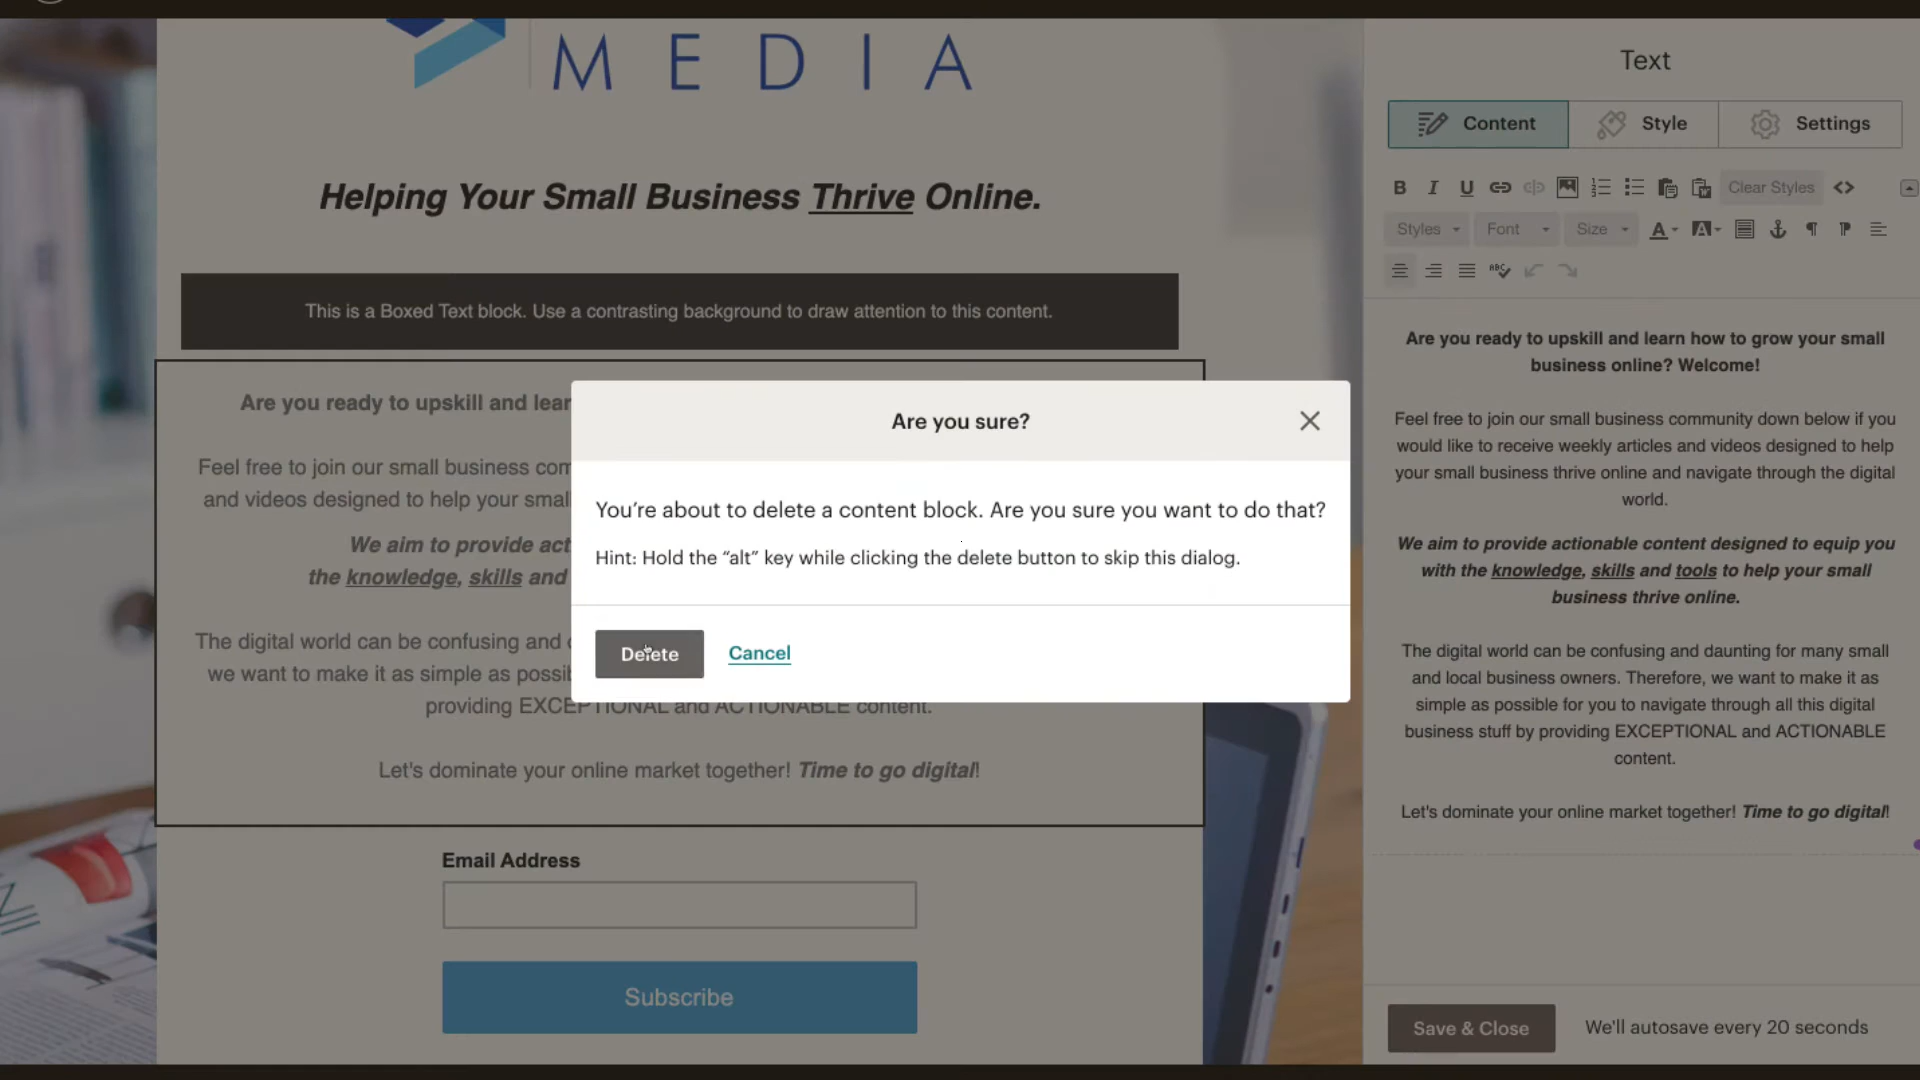 MEDIA
Helping Your Small Business Thrive Online.
This is a Boxed Text block. Use a contrasting background to draw attention to this content.
Are you ready to upskill and lear
Feel free to join our small business com
and videos designed to help your smal
We aim to provide act
the knowledge, skills and
The digital world can be confusing and
we want to make it as simple as possi
providing EXCEPTIONAL and ACTIONABLE content.
Let's dominate your online market together! Time to go digital!
Email Address
Subscribe
Are you sure?
You're about to delete a content block. Are you sure you want to do that?
Hint: Hold the “alt” key while clicking the delete button to skip this dialog.
Delete Cancel
Text
Content Style Settings
Clear Styles
Styles Font Size
Are you ready to upskill and learn how to grow your small
business online? Welcome!
Feel free to join our small business community down below if you
would like to receive weekly articles and videos designed to help
your small business thrive online and navigate through the digital
world.
We aim to provide actionable content designed to equip you
with the knowledge, skills and tools to help your small
business thrive online.
The digital world can be confusing and daunting for many small
and local business owners. Therefore, we want to make it as
simple as possible for you to navigate through all this digital
business stuff by providing EXCEPTIONAL and ACTIONABLE
content.
Let's dominate your online market together! Time to go digital!
Save & Close We'll autosave every 20 seconds